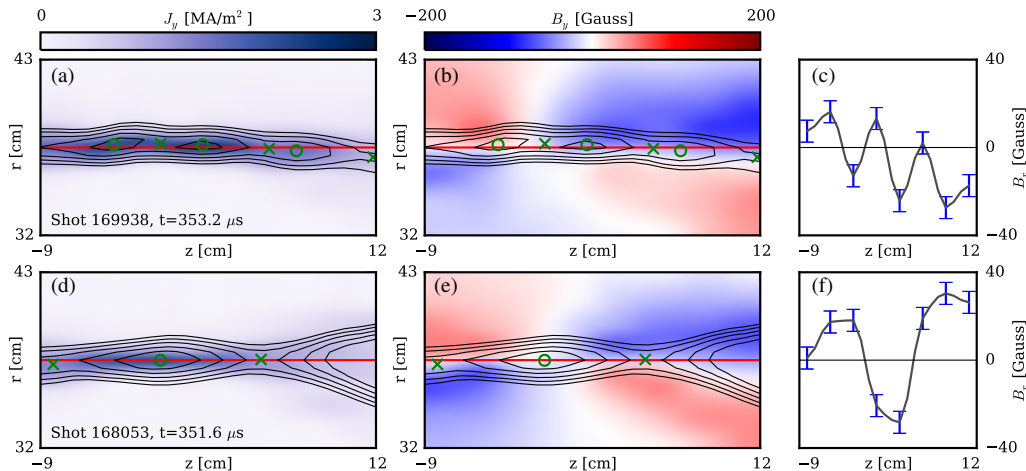 0 J_y [MA/m²] 3
−200 B_y [Gauss] 200
43
(a)
r [cm]
32
Shot 169938, t=353.2 μs
−9 z [cm] 12
(b)
−9 z [cm] 12
(c)
40
0
−40
B_r [Gauss]
−9 z [cm] 12
43
(d)
r [cm]
32
Shot 168053, t=351.6 μs
−9 z [cm] 12
43
(e)
r [cm]
32
−9 z [cm] 12
(f)
40
0
−40
B_r [Gauss]
−9 z [cm] 12
43
r [cm]
32